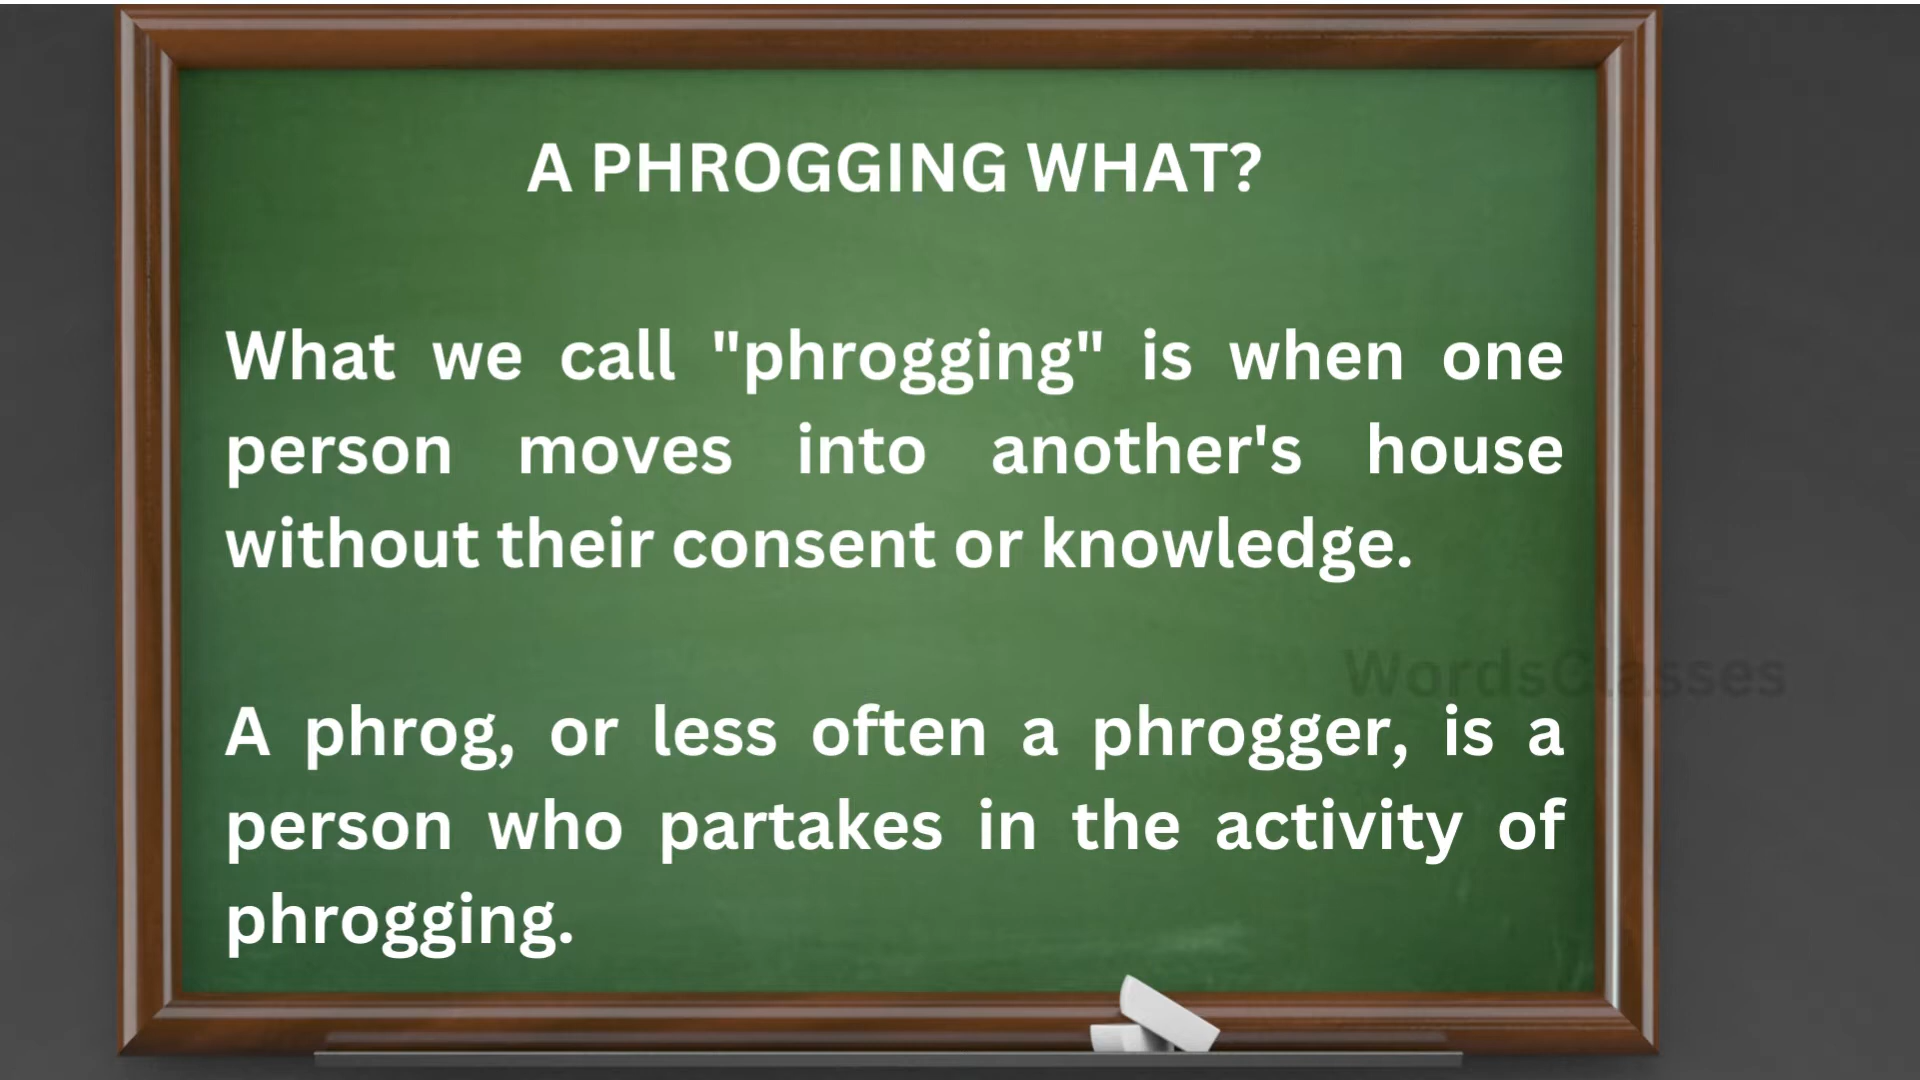 A PHROGGING WHAT?
What we call "phrogging" is when one
person moves into another's house
without their consent or knowledge.
WordsClasses
A phrog, or less often a phrogger, is a
person who partakes in the activity of
phrogging.